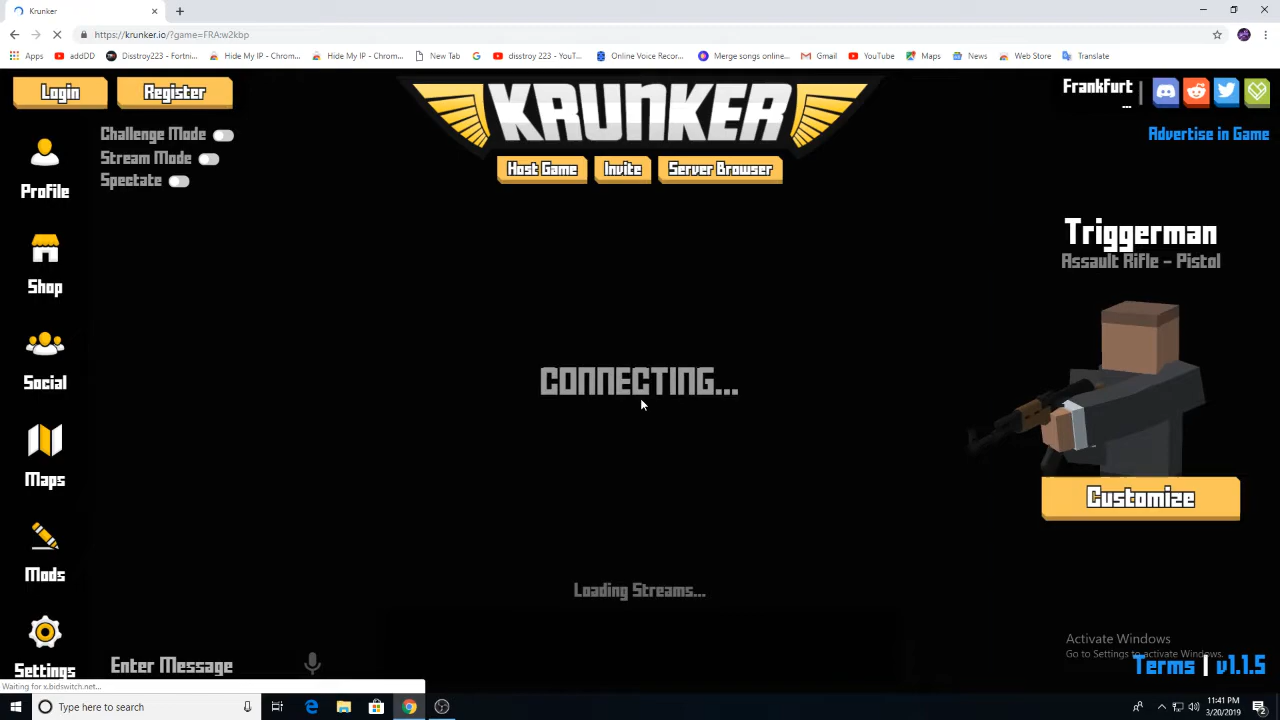 Krunker
https://krunker.io/?game=FRA:w2kbp
Apps
addDD
Disstroy223 - Fortni...
Hide My IP - Chrom...
Hide My IP - Chrom...
New Tab
disstroy 223 - YouT...
Online Voice Recor...
Merge songs online...
YouTube
Gmail
Maps
News
Web Store
Translate
Login
Register
KRUNKER
Frankfurt
...
Challenge Mode
Stream Mode
Spectate
Host Game
Invite
Server Browser
Advertise in Game
Profile
Shop
Social
Maps
Mods
Settings
Triggerman
Assault Rifle - Pistol
CONNECTING...
Customize
Loading Streams...
Activate Windows
Go to Settings to activate Windows.
Enter Message
Terms | v1.1.5
Waiting for x.bidswitch.net...
Type here to search
11:41 PM
3/20/2019
2